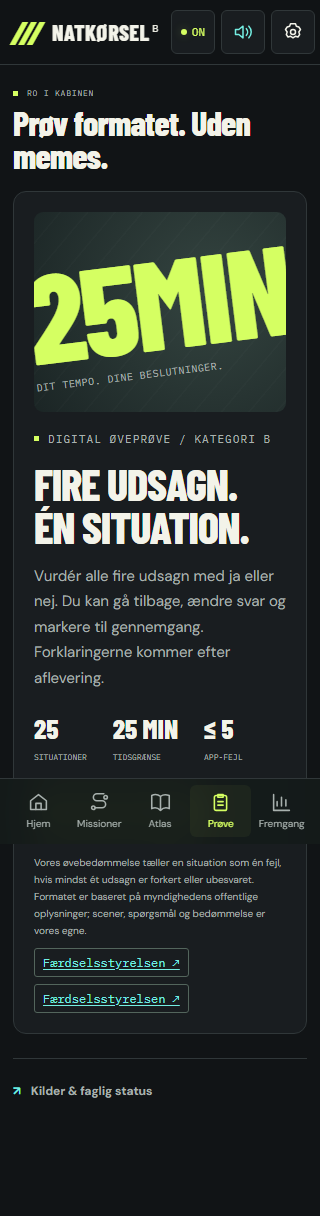 NATKØRSEL B
ON
RO I KABINEN
Prøv formatet. Uden
memes.
25MIN
DIT TEMPO. DINE BESLUTNINGER.
DIGITAL ØVEPRØVE / KATEGORI B
FIRE UDSAGN.
ÉN SITUATION.
Vurdér alle fire udsagn med ja eller
nej. Du kan gå tilbage, ændre svar og
markere til gennemgang.
Forklaringerne kommer efter
aflevering.
25 25 MIN ≤ 5
SITUATIONER TIDSGRÆNSE APP-FEJL
Hjem Missioner Atlas Prøve Fremgang
Vores øvebedømmelse tæller en situation som én fejl,
hvis mindst ét udsagn er forkert eller ubesvaret.
Formatet er baseret på myndighedens offentlige
oplysninger; scener, spørgsmål og bedømmelse er
vores egne.
Færdselsstyrelsen ↗
Færdselsstyrelsen ↗
Kilder & faglig status